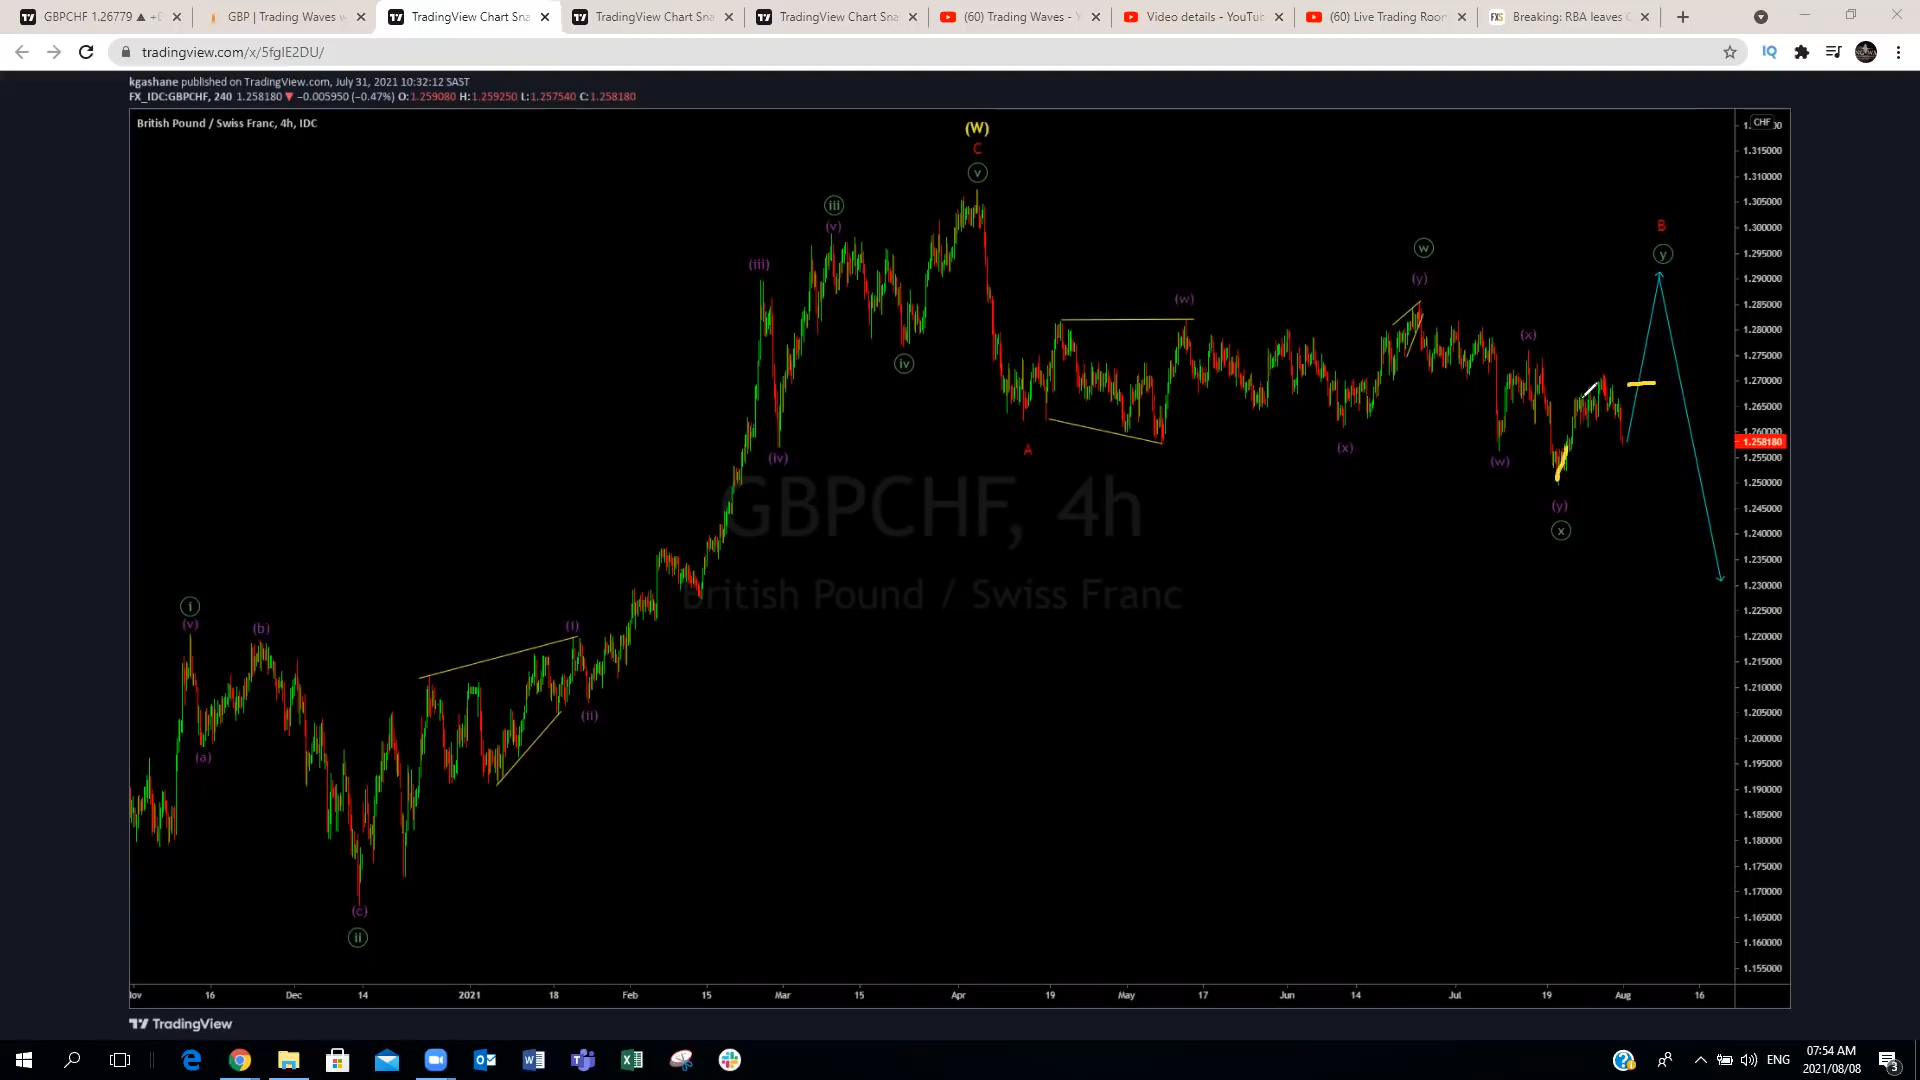 GBPCHF 1.26779 ▲ +
GBP | Trading Waves w
TradingView Chart Sna
TradingView Chart Sna
TradingView Chart Sna
(60) Trading Waves - Y
Video details - YouTub
(60) Live Trading Roon
FXS Breaking: RBA leaves
tradingview.com/x/5fgIE2DU/
IQ
kgashane published on TradingView.com, July 31, 2021 10:32:12 SAST
FX_IDC:GBPCHF, 240 1.258180 ▼ −0.005950 (−0.47%) O:1.259080 H:1.259250 L:1.257540 C:1.258180
British Pound / Swiss Franc, 4h, IDC
CHF
1.315000
1.310000
1.305000
1.300000
1.295000
1.290000
1.285000
1.280000
1.275000
1.270000
1.265000
1.260000
1.258180
1.255000
1.250000
1.245000
1.240000
1.235000
1.230000
1.225000
1.220000
1.215000
1.210000
1.205000
1.200000
1.195000
1.190000
1.185000
1.180000
1.175000
1.170000
1.165000
1.160000
1.155000
(W)
C
v
iii
(v)
(iii)
iv
(iv)
A
(w)
w
(y)
(x)
(x)
(w)
(y)
x
B
y
i
(v)
(b)
(a)
(i)
(ii)
(c)
ii
GBPCHF, 4h
British Pound / Swiss Franc
16 Dec 14 2021 18 Feb 15 Mar 15 Apr 19 May 17 Jun 14 Jul 19 Aug 16
TradingView
ENG
07:54 AM
2021/08/08
3